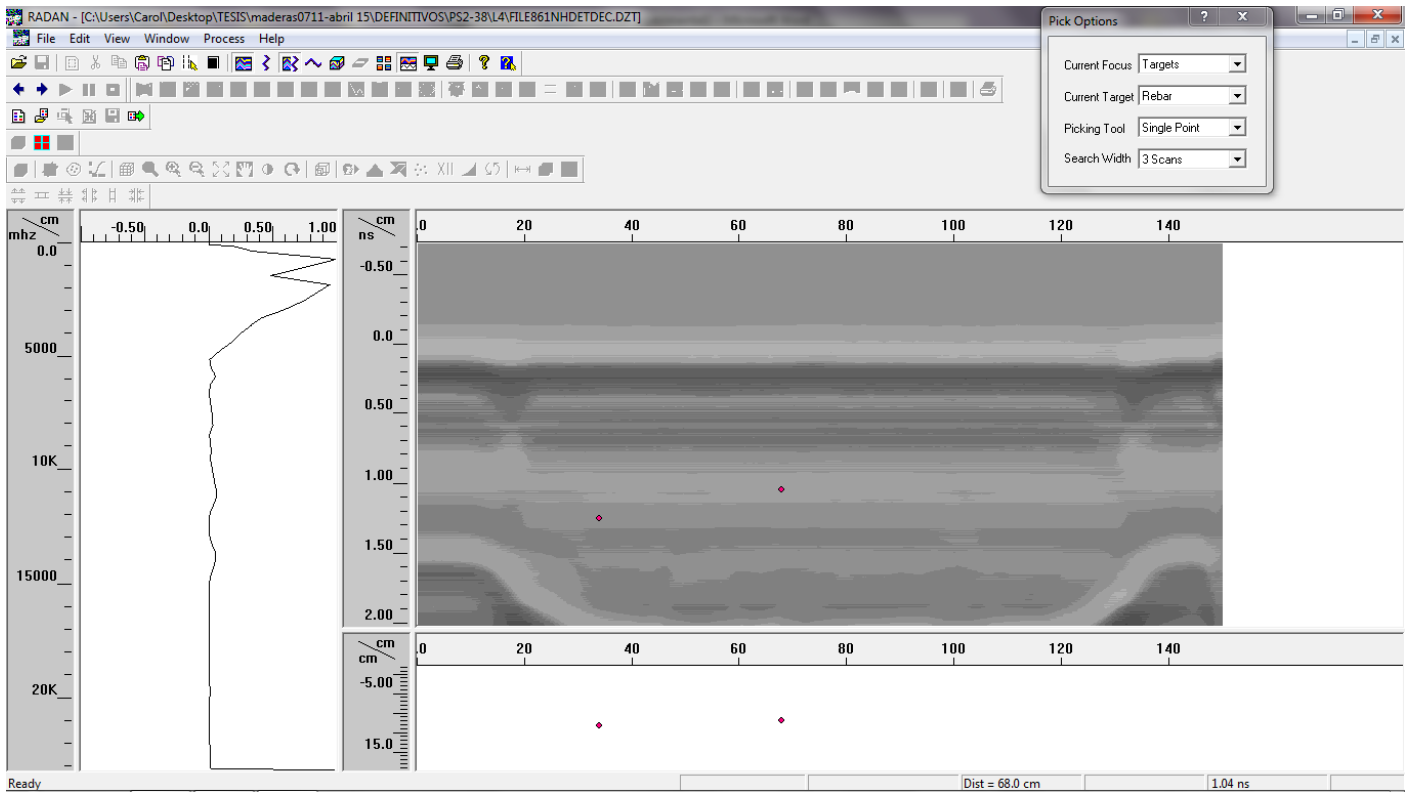 RADAN - [C:\Users\Carol\Desktop\TESIS\maderas0711-abril 15\DEFINITIVOS\PS2-38\L4\FILE861NHDETDEC.DZT]
File Edit View Window Process Help
Pick Options
Current Focus Targets
Current Target Rebar
Picking Tool Single Point
Search Width 3 Scans
XII
cm
mhz
-0.50 0.0 0.50 1.00
cm
ns
.0 20 40 60 80 100 120 140
0.0
5000
10K
15000
20K
-0.50
0.0
0.50
1.00
1.50
2.00
cm
cm
.0 20 40 60 80 100 120 140
-5.00
15.0
Ready
Dist = 68.0 cm
1.04 ns